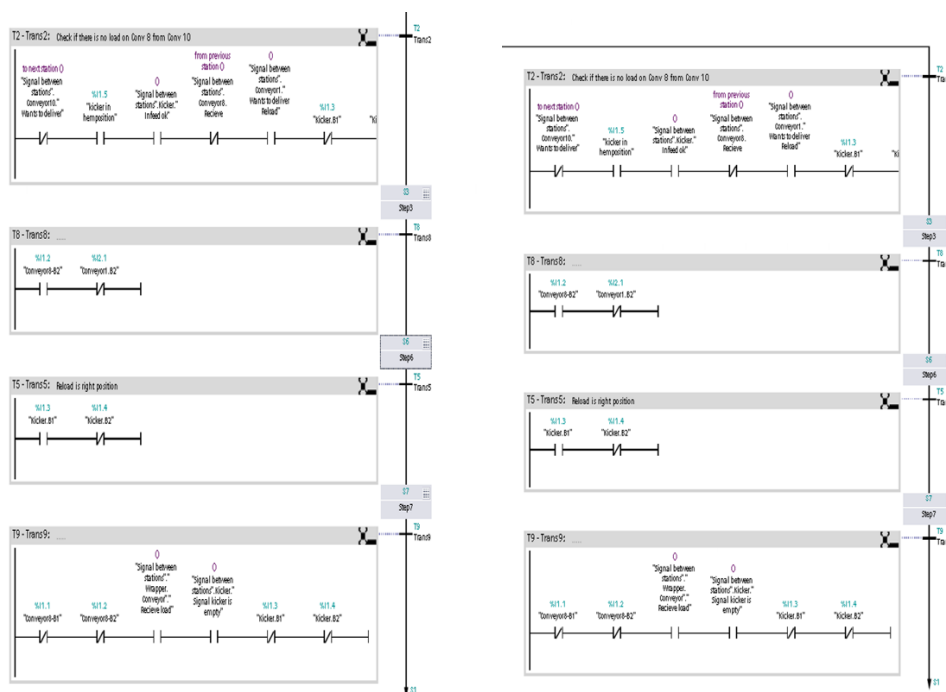 T2
T2 - Trans2: Check if there is no load on Conv 8 from Conv 10
Trans2
to next station ()
"Signal between
stations".
Conveyor10."
Wants to deliver"
%I1.5
"kicker in
hemposition"
()
"Signal between
stations".Kicker."
Infeed ok"
from previous
station ()
"Signal between
stations".
Conveyor8.
Recieve
()
"Signal between
stations".
Conveyor1."
Wants to deliver
Reload"
%I1.3
"Kicker.B1"
"Ki
S3
Step3
T8
T8 - Trans8: ...
Trans8
%I1.2
"Conveyor8-B2"
%I2.1
"Conveyor1.B2"
S6
Step6
T5
T5 - Trans5: Reload is right position
Trans5
%I1.3
"Kicker.B1"
%I1.4
"Kicker.B2"
S7
Step7
T9
T9 - Trans9: ...
Trans9
%I1.1
"Conveyor8-B1"
%I1.2
"Conveyor8-B2"
()
"Signal between
stations"."
Wrapper.
Conveyor"."
Recieve load"
()
"Signal between
stations".Kicker."
Signal kicker is
empty"
%I1.3
"Kicker.B1"
%I1.4
"Kicker.B2"
S1
T2
T2 - Trans2: Check if there is no load on Conv 8 from Conv 10
Tra
to next station ()
"Signal between
stations".
Conveyor10."
Wants to deliver"
%I1.5
"kicker in
hemposition"
()
"Signal between
stations".Kicker."
Infeed ok"
from previous
station ()
"Signal between
stations".
Conveyor8.
Recieve
()
"Signal between
stations".
Conveyor1."
Wants to deliver
Reload"
%I1.3
"Kicker.B1"
"Ki
S3
Step3
T8
T8 - Trans8: ...
Tra
%I1.2
"Conveyor8-B2"
%I2.1
"Conveyor1.B2"
S6
Step6
T5
T5 - Trans5: Reload is right position
Tra
%I1.3
"Kicker.B1"
%I1.4
"Kicker.B2"
S7
Step7
T9
T9 - Trans9: ...
Tra
%I1.1
"Conveyor8-B1"
%I1.2
"Conveyor8-B2"
()
"Signal between
stations"."
Wrapper.
Conveyor"."
Recieve load"
()
"Signal between
stations".Kicker."
Signal kicker is
empty"
%I1.3
"Kicker.B1"
%I1.4
"Kicker.B2"
S1